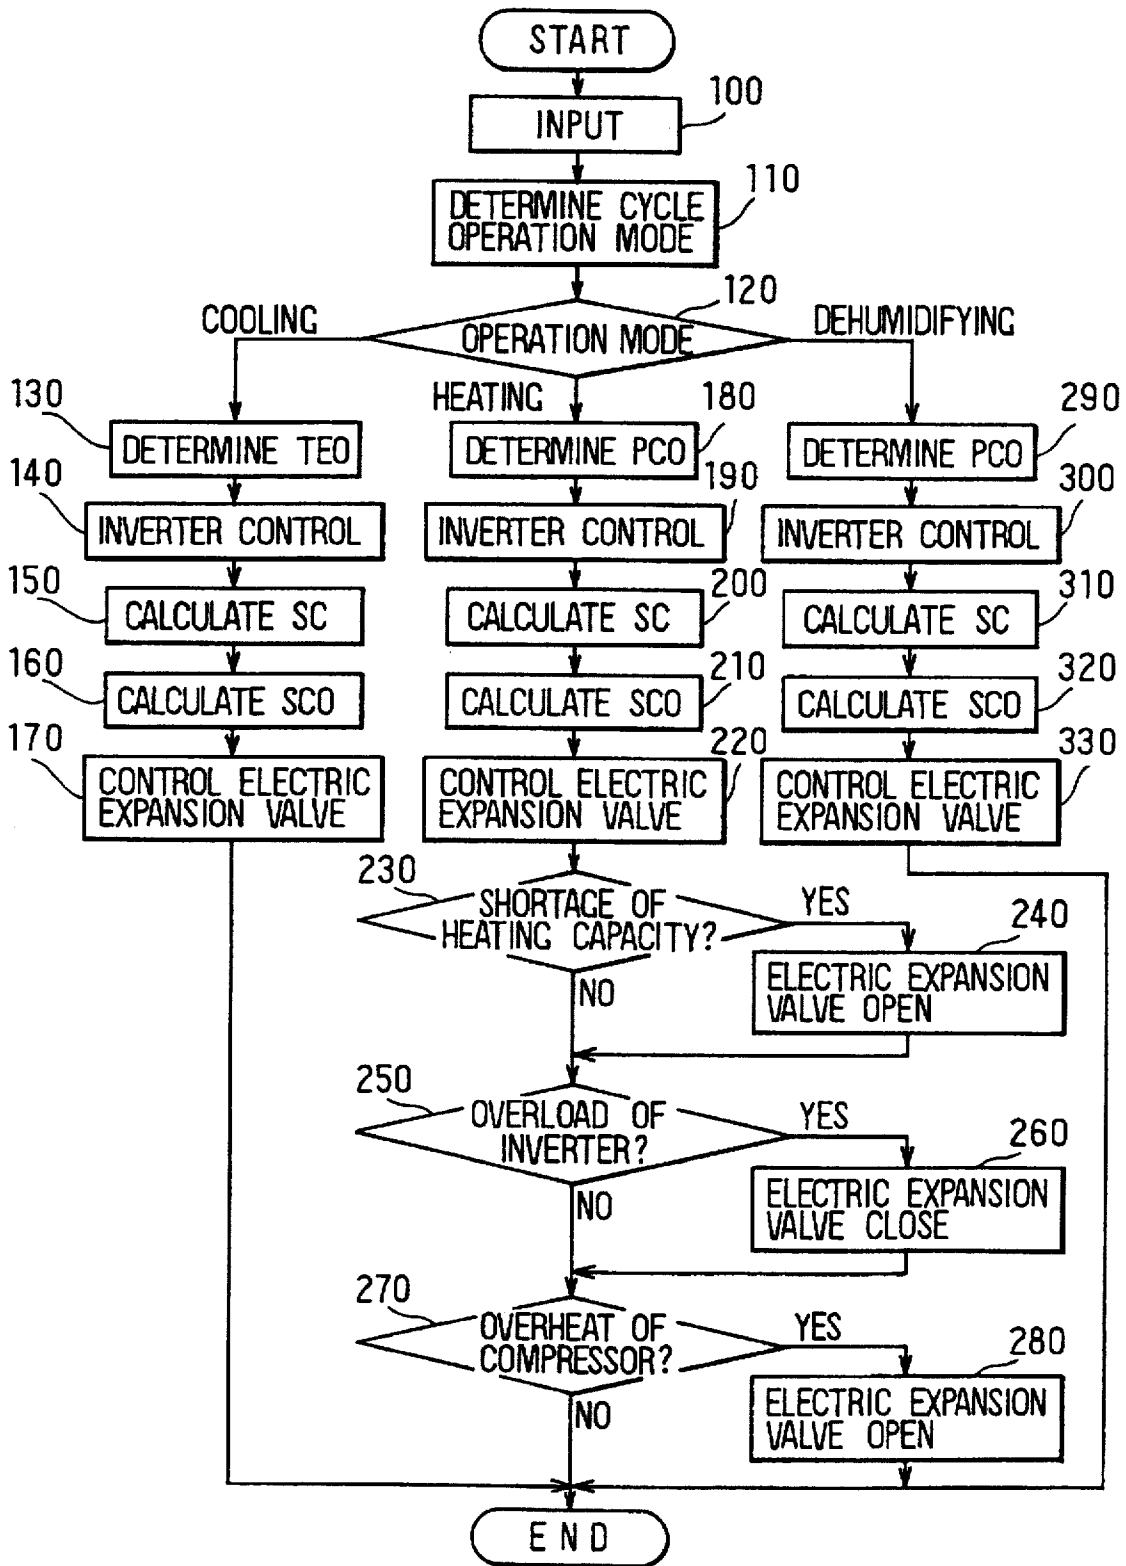 START
100
INPUT
110
DETERMINE CYCLE
OPERATION MODE
120
COOLING
OPERATION MODE
DEHUMIDIFYING
HEATING
130
DETERMINE TEO
180
DETERMINE PCO
290
DETERMINE PCO
140
INVERTER CONTROL
190
INVERTER CONTROL
300
INVERTER CONTROL
150
CALCULATE SC
200
CALCULATE SC
310
CALCULATE SC
160
CALCULATE SCO
210
CALCULATE SCO
320
CALCULATE SCO
170
CONTROL ELECTRIC
EXPANSION VALVE
220
CONTROL ELECTRIC
EXPANSION VALVE
330
CONTROL ELECTRIC
EXPANSION VALVE
230
SHORTAGE OF
HEATING CAPACITY?
YES
NO
240
ELECTRIC EXPANSION
VALVE OPEN
250
OVERLOAD OF
INVERTER?
YES
NO
260
ELECTRIC EXPANSION
VALVE CLOSE
270
OVERHEAT OF
COMPRESSOR?
YES
NO
280
ELECTRIC EXPANSION
VALVE OPEN
END